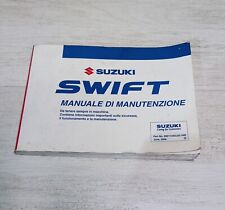 SUZUKI
SWIFT
MANUALE DI MANUTENZIONE
Da tenere sempre in macchina.
Contiene informazioni importanti sulla sicurezza,
il funzionamento e la manutenzione.
SUZUKI